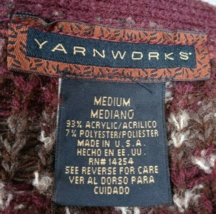 YARNWORKS
MEDIUM
MEDIANO
93% ACRYLIC/ACRILICO
7% POLYESTER/POLIESTER
MADE IN U.S.A.
HECHO EN EE.UU.
RN# 14254
SEE REVERSE FOR CARE
VER AL DORSO PARA
CUIDADO